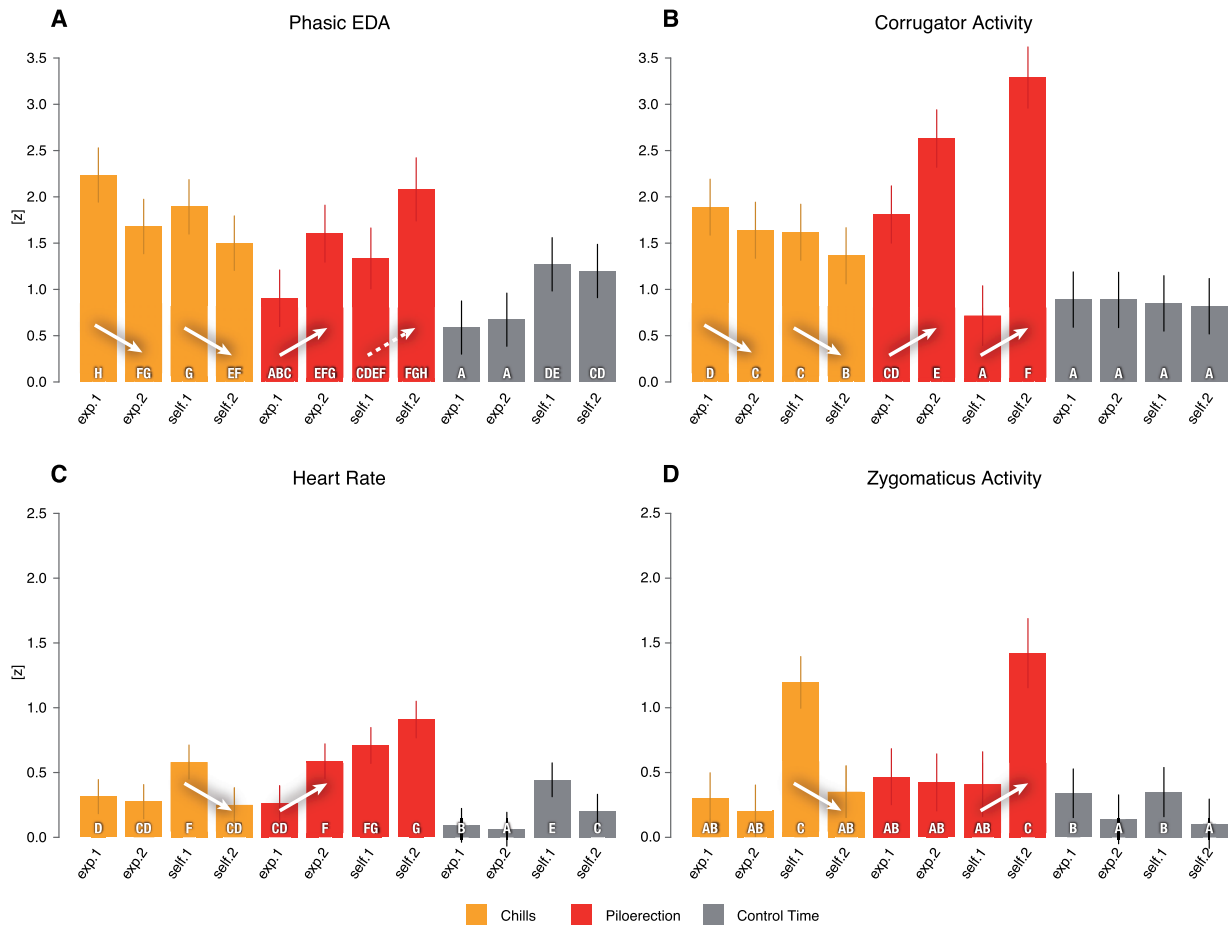 A
Phasic EDA
3.5
3.0
2.5
2.0
1.5
1.0
0.5
0.0
[z]
H FG G EF ABC EFG CDEF FGH A A DE CD
exp.1 exp.2 self.1 self.2 exp.1 exp.2 self.1 self.2 exp.1 exp.2 self.1 self.2
B
Corrugator Activity
3.5
3.0
2.5
2.0
1.5
1.0
0.5
0.0
D C C B CD E A F A A A A
exp.1 exp.2 self.1 self.2 exp.1 exp.2 self.1 self.2 exp.1 exp.2 self.1 self.2
C
Heart Rate
2.5
2.0
1.5
1.0
0.5
0.0
[z]
D CD F CD CD F FG G B A E C
exp.1 exp.2 self.1 self.2 exp.1 exp.2 self.1 self.2 exp.1 exp.2 self.1 self.2
D
Zygomaticus Activity
2.5
2.0
1.5
1.0
0.5
0.0
AB AB C AB AB AB AB C B A B A
exp.1 exp.2 self.1 self.2 exp.1 exp.2 self.1 self.2 exp.1 exp.2 self.1 self.2
Chills Piloerection Control Time